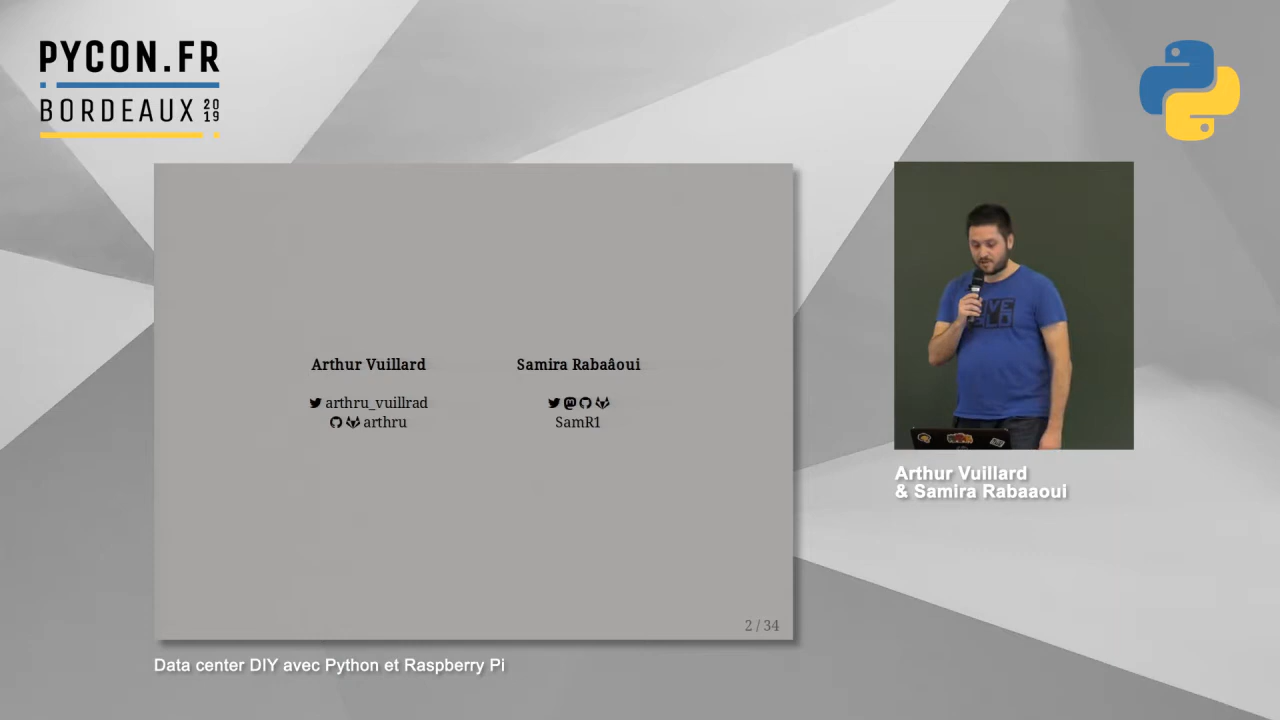 PYCON.FR
BORDEAUX 2019
Arthur Vuillard
arthru_vuillrad
arthru
Samira Rabaâoui
SamR1
2 / 34
Arthur Vuillard
& Samira Rabaaoui
Data center DIY avec Python et Raspberry Pi